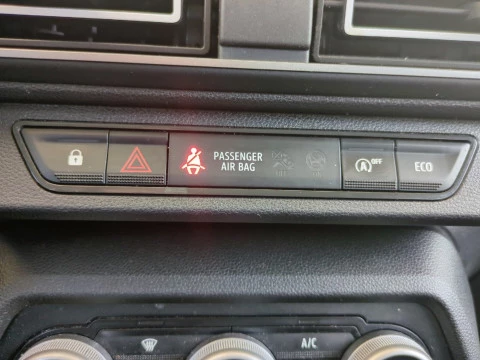 PASSENGER
AIR BAG
A OFF
ECO
A/C